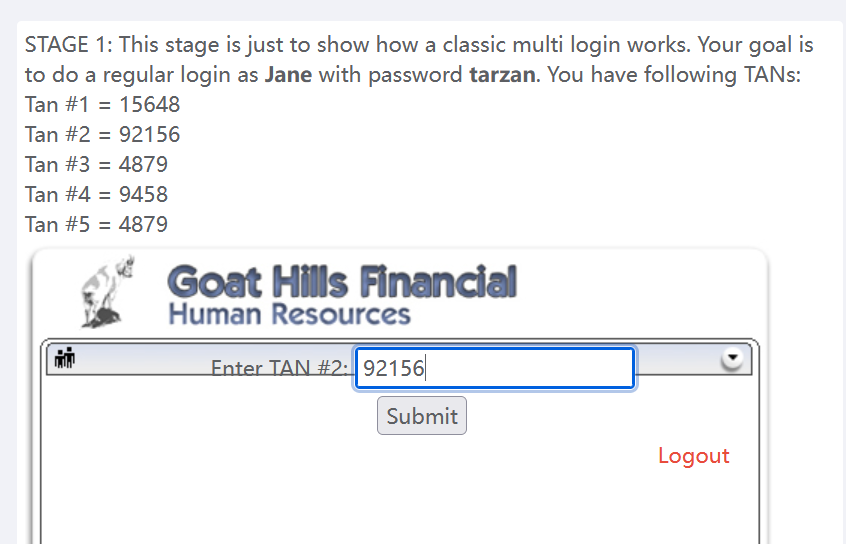 STAGE 1: This stage is just to show how a classic multi login works. Your goal is
to do a regular login as Jane with password tarzan. You have following TANs:
Tan #1 = 15648
Tan #2 = 92156
Tan #3 = 4879
Tan #4 = 9458
Tan #5 = 4879
Goat Hills Financial
Human Resources
Enter TAN #2: 92156
Submit
Logout